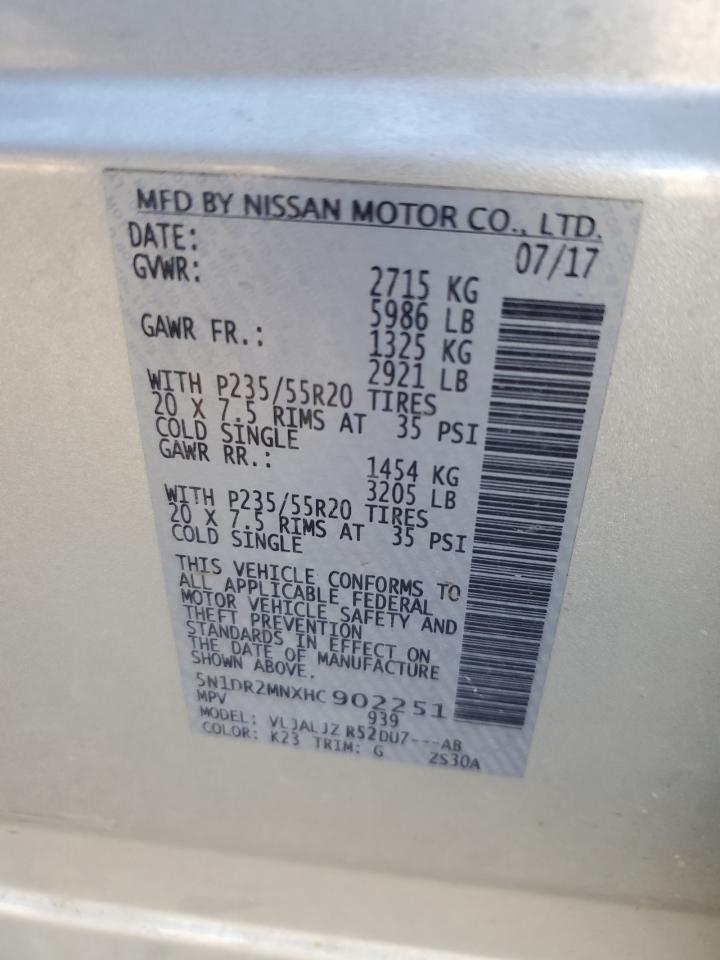 MFD BY NISSAN MOTOR CO., LTD.
DATE: 07/17
GVWR: 2715 KG
5986 LB
GAWR FR.: 1325 KG
2921 LB
WITH P235/55R20 TIRES
20 X 7.5 RIMS AT 35 PSI
COLD SINGLE
GAWR RR.: 1454 KG
3205 LB
WITH P235/55R20 TIRES
20 X 7.5 RIMS AT 35 PSI
COLD SINGLE
THIS VEHICLE CONFORMS TO
ALL APPLICABLE FEDERAL
MOTOR VEHICLE SAFETY AND
THEFT PREVENTION
STANDARDS IN EFFECT ON
THE DATE OF MANUFACTURE
SHOWN ABOVE.
5N1DR2MNXHC902251
MPV 939
MODEL: VLJALJZ R52DU7---AB
COLOR: K23 TRIM: G ZS30A